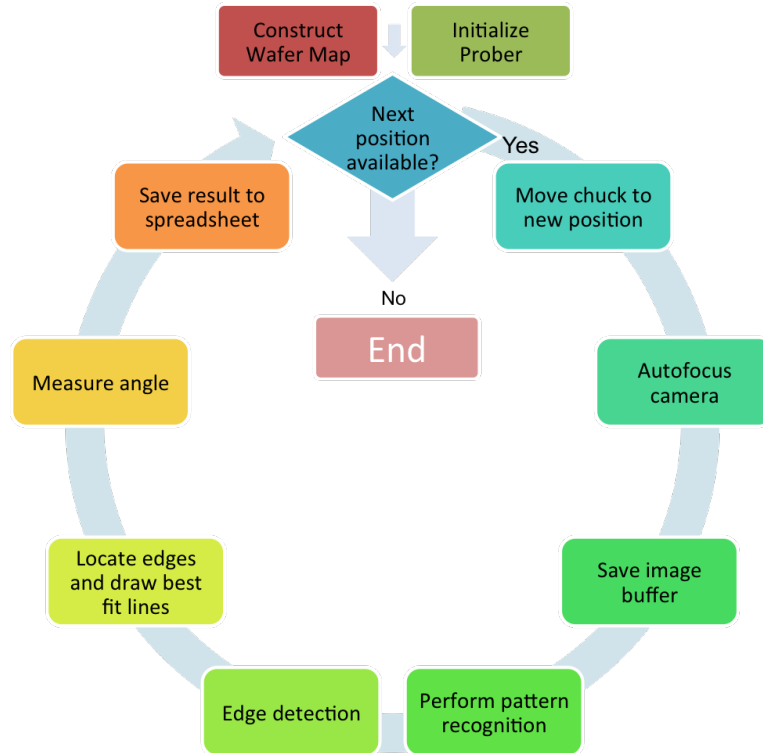 Construct
Wafer Map
Initialize
Prober
Next
position
available?
Yes
Move chuck to
new position
Autofocus
camera
Save image
buffer
Perform pattern
recognition
Edge detection
Locate edges
and draw best
fit lines
Measure angle
Save result to
spreadsheet
No
End